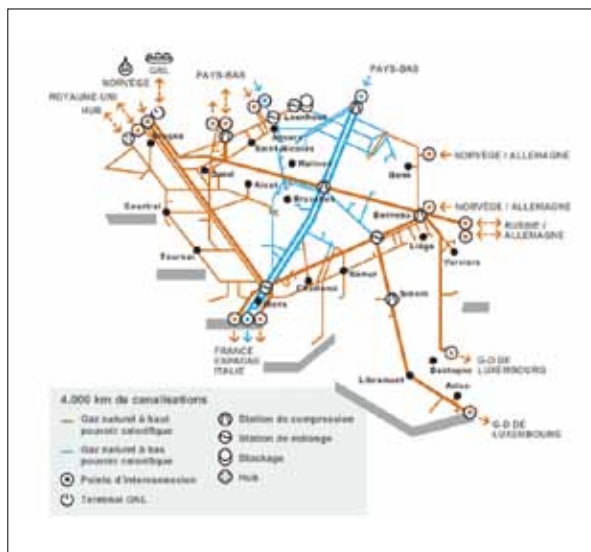 GNL
NORVÈGE
ROYAUME-UNI
HUB
PAYS-BAS
PAYS-BAS
Loenhout
Anvers
Saint-Nicolas
Malines
Gand
Alost
Bruxelles
Courtrai
Tournai
Mons
Charleroi
Namur
Berneau
Liège
Verviers
Sinsin
Bastogne
Libramont
Arlon
NORVÈGE / ALLEMAGNE
NORVÈGE / ALLEMAGNE
RUSSIE /
ALLEMAGNE
FRANCE
ESPAGNE
ITALIE
G-D DE
LUXEMBOURG
G-D DE
LUXEMBOURG
4.000 km de canalisations
Gaz naturel à haut
pouvoir calorifique
Gaz naturel à bas
pouvoir calorifique
Points d'interconnexion
Terminal GNL
Station de compression
Station de mélange
Stockage
Hub